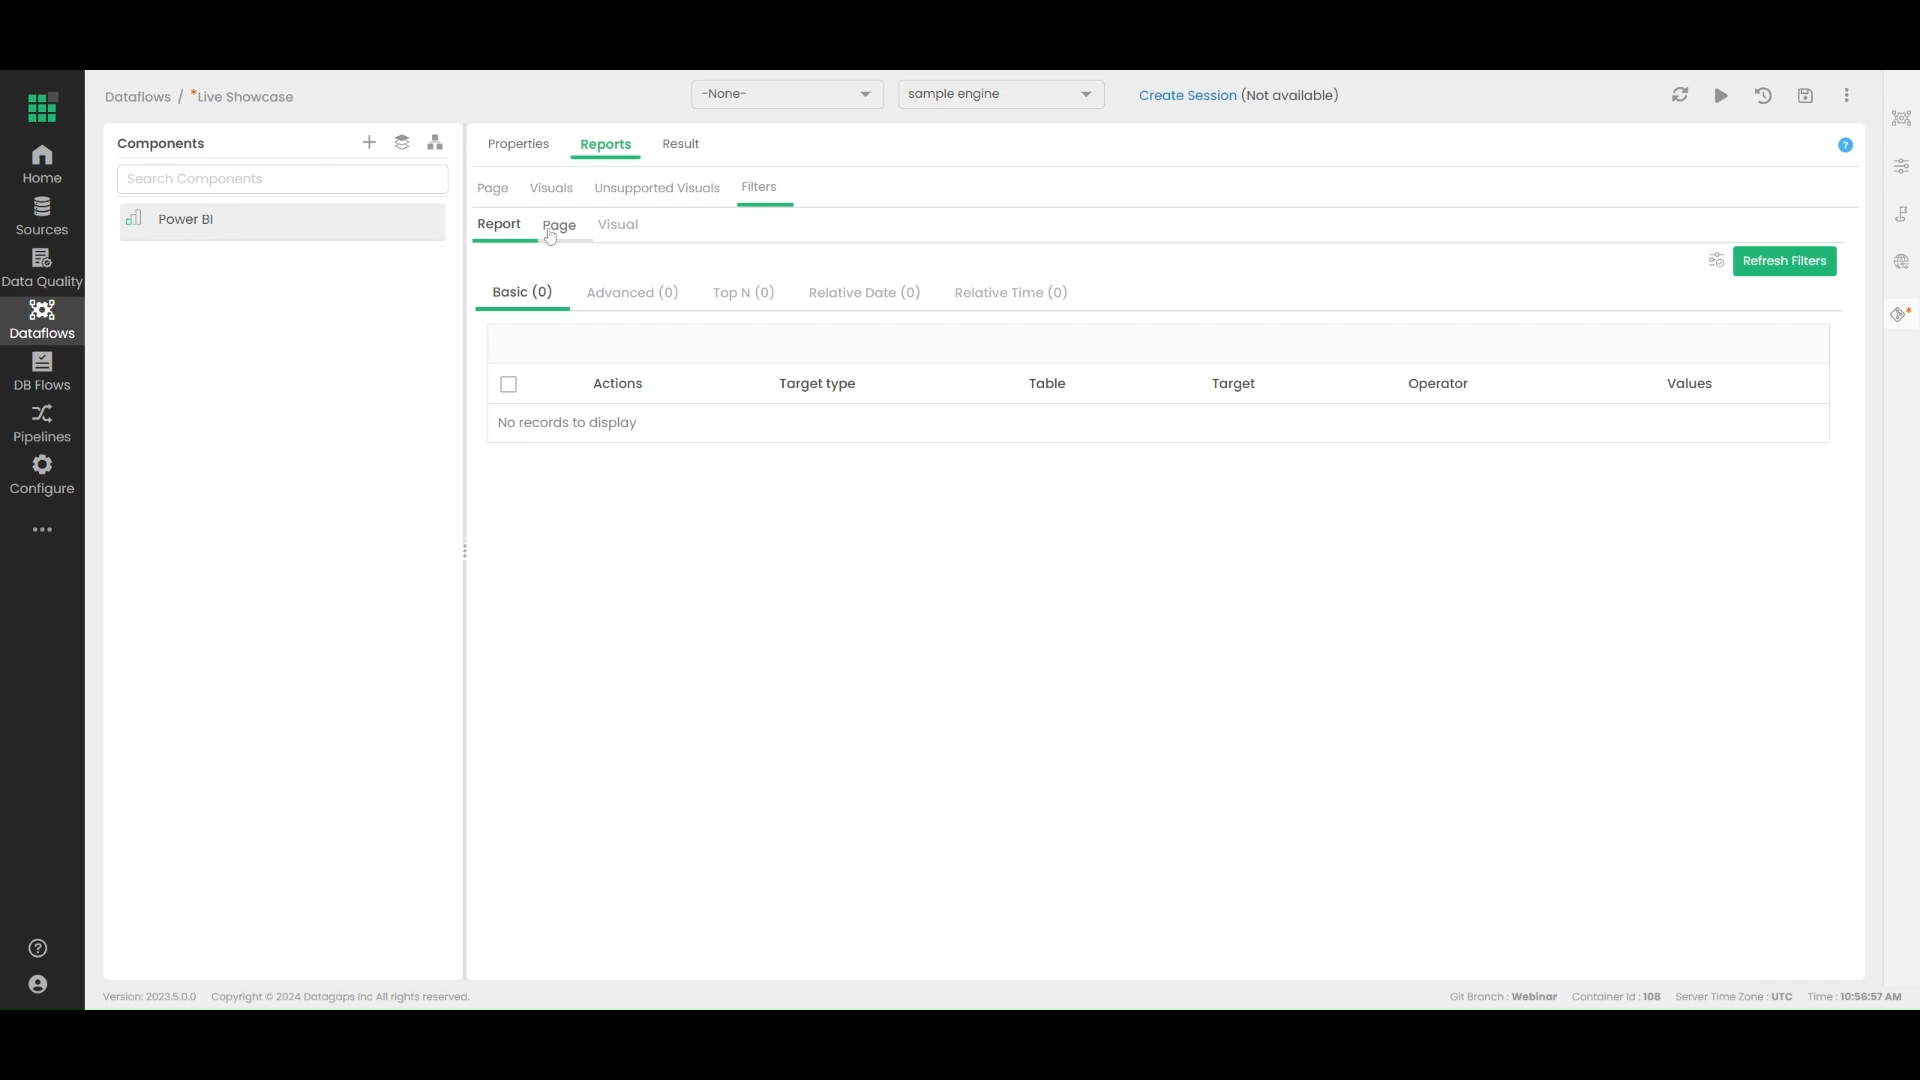 Dataflows / *Live Showcase
-None-
sample engine
Create Session (Not available)
Home
Sources
Data Quality
Dataflows
DB Flows
Pipelines
Configure
Components
Search Components
Power BI
Properties Reports Result
Page Visuals Unsupported Visuals Filters
Report Page Visual
Refresh Filters
Basic (0) Advanced (0) Top N (0) Relative Date (0) Relative Time (0)
Actions Target type Table Target Operator Values
No records to display
Version: 2023.5.0.0 Copyright © 2024 Datagaps Inc All rights reserved.
Git Branch : Webinar Container Id : 108 Server Time Zone : UTC Time : 10:56:57 AM